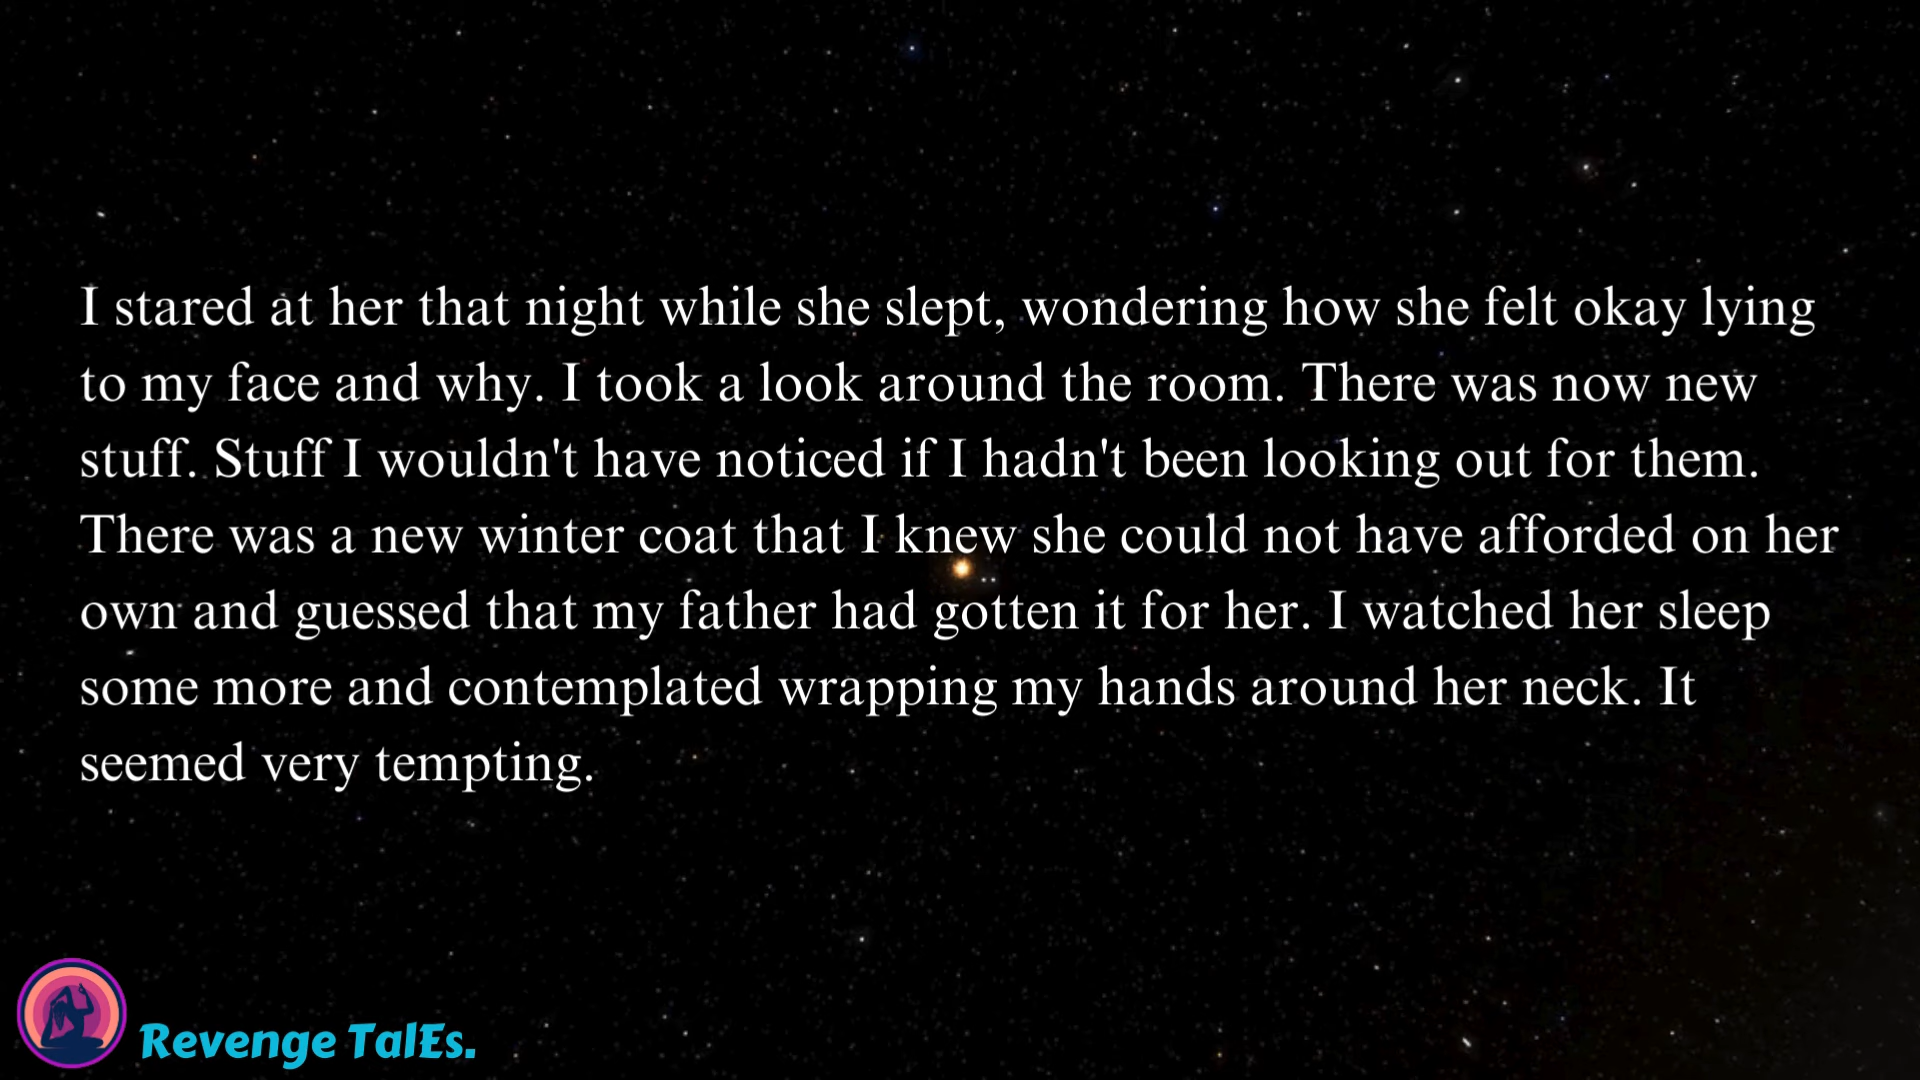 I stared at her that night while she slept, wondering how she felt okay lying
to my face and why. I took a look around the room. There was now new
stuff. Stuff I wouldn't have noticed if I hadn't been looking out for them.
There was a new winter coat that I knew she could not have afforded on her
own and guessed that my father had gotten it for her. I watched her sleep
some more and contemplated wrapping my hands around her neck. It
seemed very tempting.
Revenge TalEs.